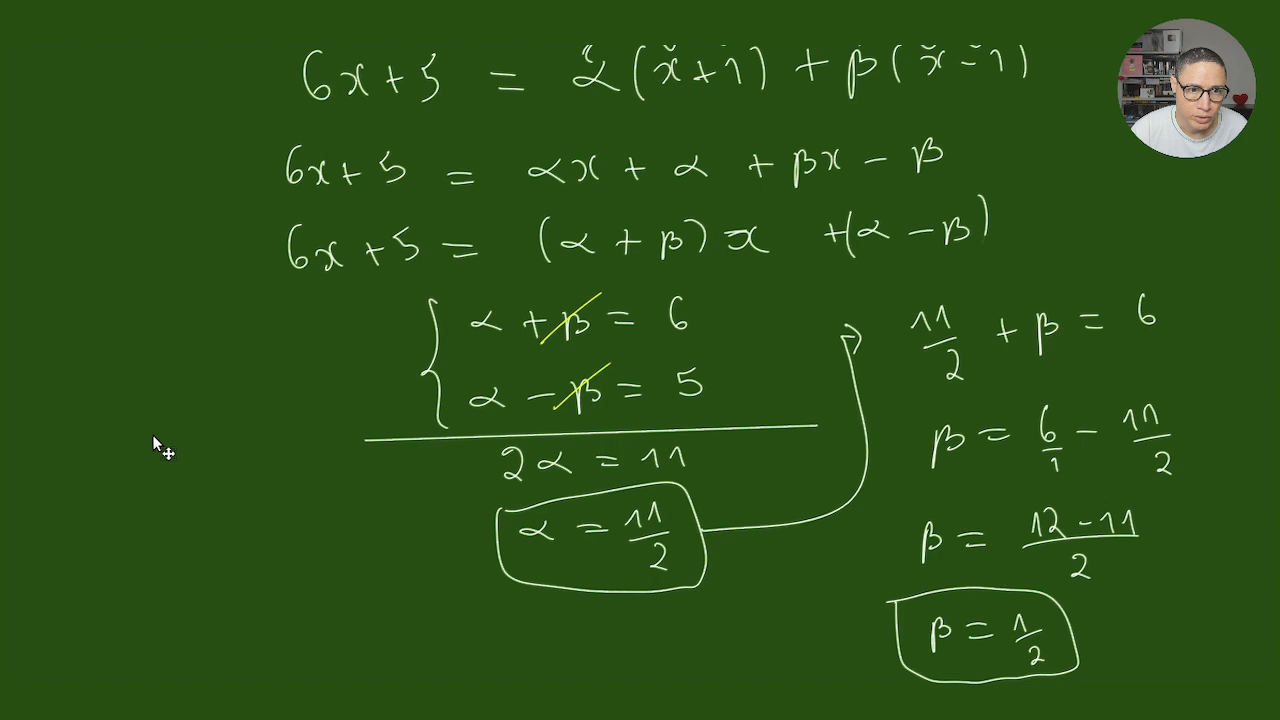 6x + 5 = α(x+1) + β(x-1)
6x + 5 = αx + α + βx - β
6x + 5 = (α + β)x + (α - β)
α + β = 6
α - β = 5
2α = 11
α = 11/2
11/2 + β = 6
β = 6/1 - 11/2
β = 12-11/2
β = 1/2